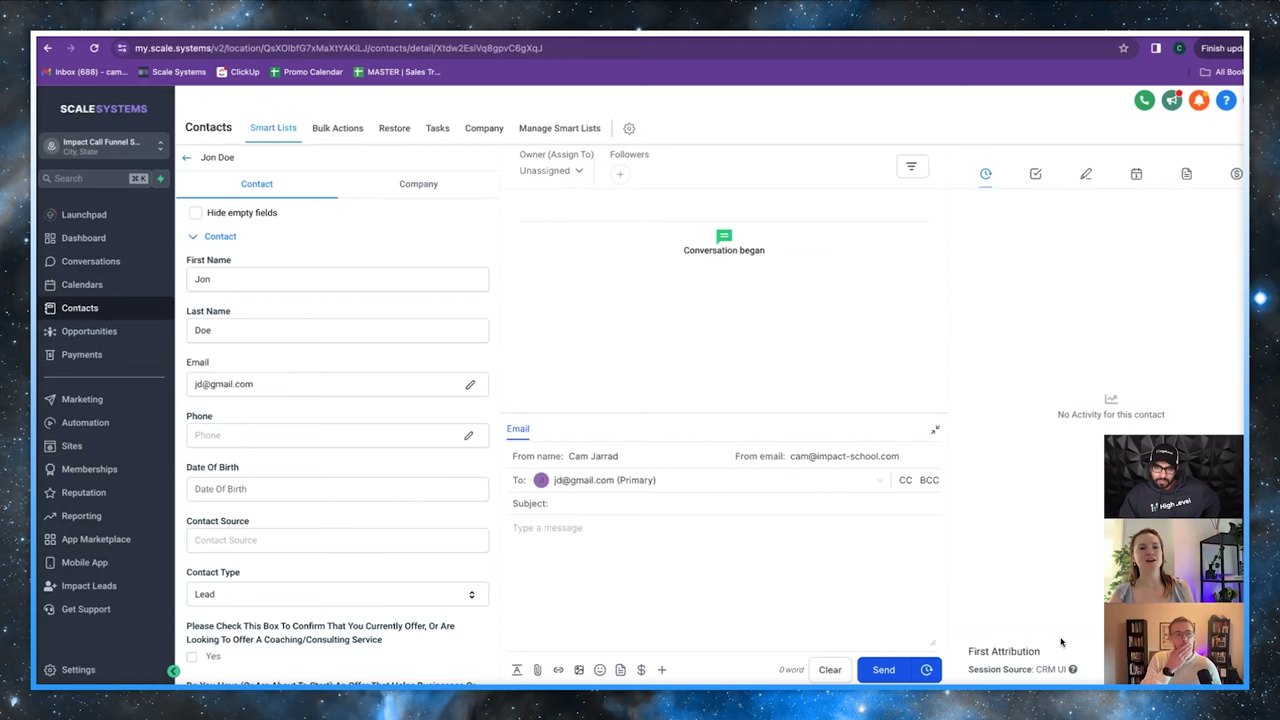 my.scale.systems/v2/location/QsXOIbfG7xMaXtYAKiLJ/contacts/detail/Xtdw2EsiVq8gpvC6gXqJ
C
Finish upd
Inbox (688) - cam...
Scale Systems
ClickUp
Promo Calendar
MASTER | Sales Tr...
All Book
SCALESYSTEMS
Impact Call Funnel S...
City, State
Search
⌘K
Launchpad
Dashboard
Conversations
Calendars
Contacts
Opportunities
Payments
Marketing
Automation
Sites
Memberships
Reputation
Reporting
App Marketplace
Mobile App
Impact Leads
Get Support
Settings
Contacts
Smart Lists
Bulk Actions
Restore
Tasks
Company
Manage Smart Lists
Jon Doe
Contact
Company
Hide empty fields
Contact
First Name
Jon
Last Name
Doe
Email
jd@gmail.com
Phone
Phone
Date Of Birth
Date Of Birth
Contact Source
Contact Source
Contact Type
Lead
Please Check This Box To Confirm That You Currently Offer, Or Are
Looking To Offer A Coaching/Consulting Service
Yes
Owner (Assign To)
Unassigned
Followers
Conversation began
Email
From name: Cam Jarrad
From email: cam@impact-school.com
To: jd@gmail.com (Primary)
CC BCC
Subject:
Type a message
0 word
Clear
Send
No Activity for this contact
High Level
First Attribution
Session Source: CRM UI